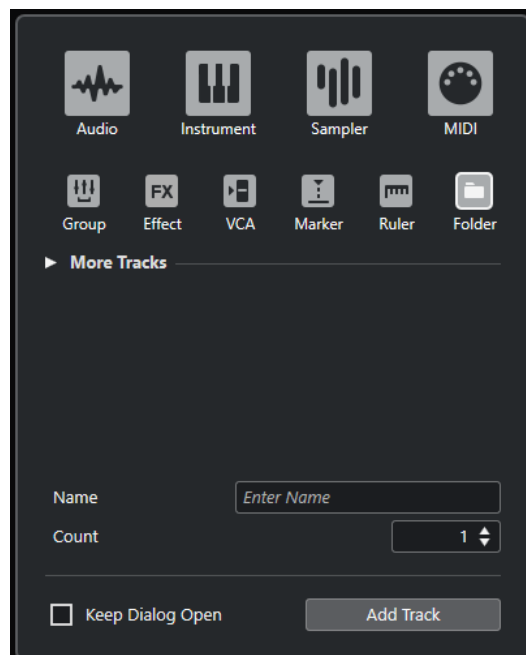 Audio Instrument Sampler MIDI
FX
Group Effect VCA Marker Ruler Folder
More Tracks
Name Enter Name
Count 1
Keep Dialog Open Add Track